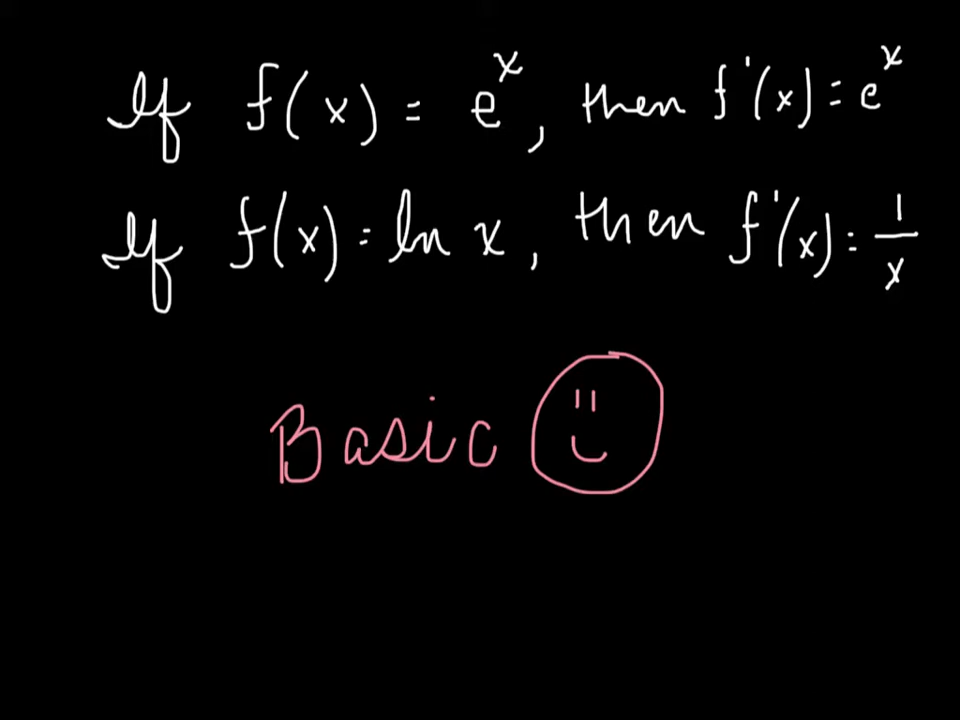 If f(x) = e^x, then f'(x) = e^x
If f(x) = ln x, then f'(x) = 1/x
Basic